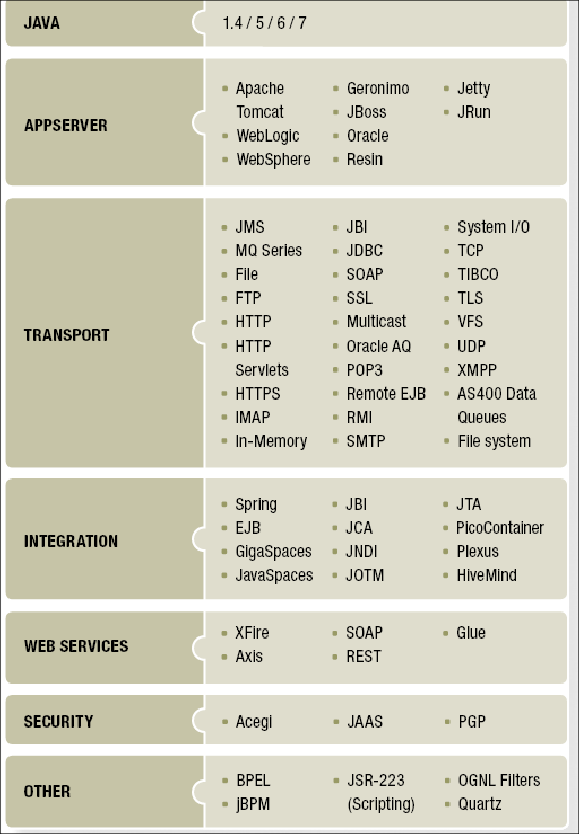 JAVA
1.4 / 5 / 6 / 7
APPSERVER
Apache
Tomcat
WebLogic
WebSphere
Geronimo
JBoss
Oracle
Resin
Jetty
JRun
TRANSPORT
JMS
MQ Series
File
FTP
HTTP
HTTP
Servlets
HTTPS
IMAP
In-Memory
JBI
JDBC
SOAP
SSL
Multicast
Oracle AQ
POP3
Remote EJB
RMI
SMTP
System I/O
TCP
TIBCO
TLS
VFS
UDP
XMPP
AS400 Data
Queues
File system
INTEGRATION
Spring
EJB
GigaSpaces
JavaSpaces
JBI
JCA
JNDI
JOTM
JTA
PicoContainer
Plexus
HiveMind
WEB SERVICES
XFire
Axis
SOAP
REST
Glue
SECURITY
Acegi
JAAS
PGP
OTHER
BPEL
jBPM
JSR-223
(Scripting)
OGNL Filters
Quartz